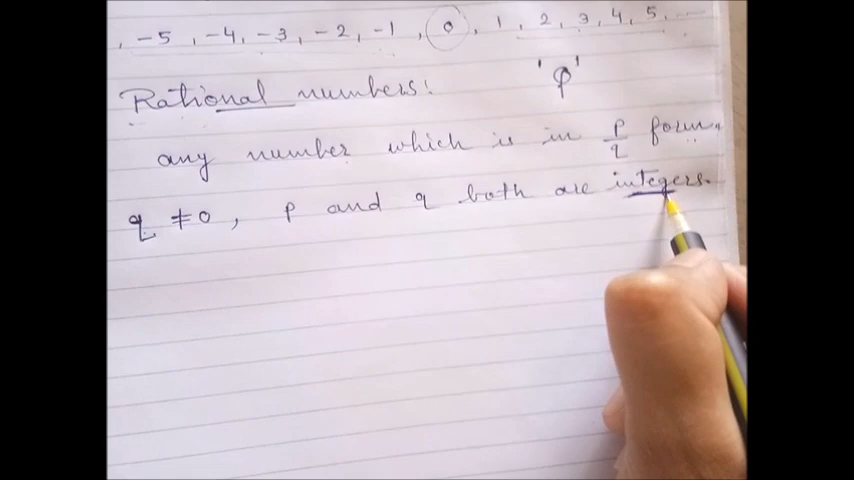 , -5, -4, -3, -2, -1, 0, 1, 2, 3, 4, 5, .....
Rational numbers: 'φ'
any number which is in p/q form,
q ≠ 0, p and q both are integers.